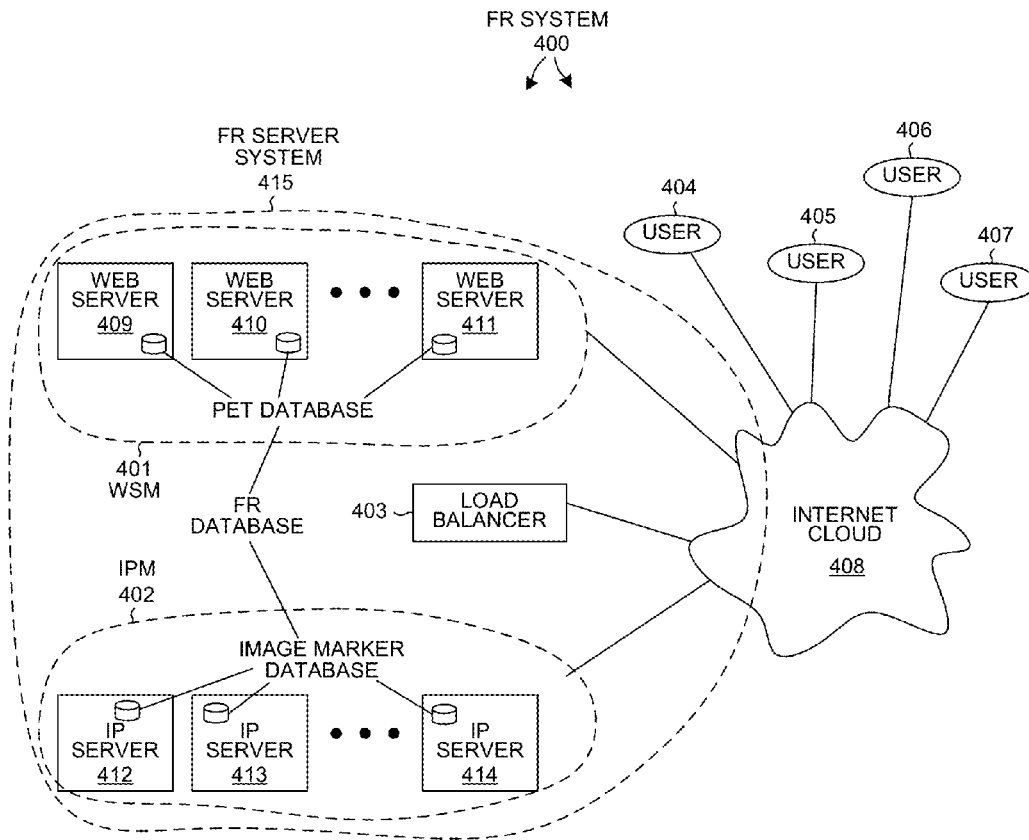 FR SYSTEM
400
FR SERVER
SYSTEM
415
406
USER
404
USER
405
USER
407
USER
WEB
SERVER
409
WEB
SERVER
410
WEB
SERVER
411
PET DATABASE
401
WSM
FR
DATABASE
403
LOAD
BALANCER
INTERNET
CLOUD
408
IPM
402
IMAGE MARKER
DATABASE
IP
SERVER
412
IP
SERVER
413
IP
SERVER
414